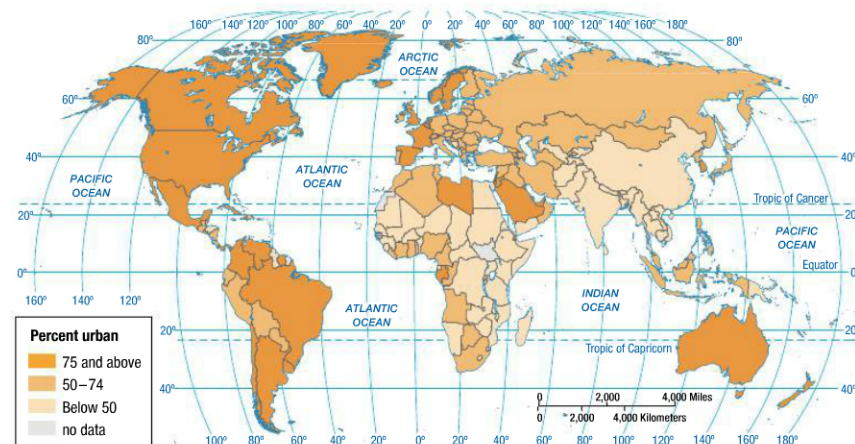 160° 140° 120° 100° 80° 60° 40° 20° 0° 20° 40° 60° 80° 100° 120° 140° 160°
80° ARCTIC 80°
OCEAN
60° 60°
40° 40°
PACIFIC
OCEAN
ATLANTIC
OCEAN
Tropic of Cancer
20° 20°
PACIFIC
OCEAN
Equator
0° 0°
160° 140° 120° 160°
ATLANTIC
OCEAN
INDIAN
OCEAN
20° 20°
Tropic of Capricorn
40° 40°
Percent urban
75 and above
50–74
Below 50
no data
0 2,000 4,000 Miles
0 2,000 4,000 Kilometers
100° 80° 60° 40° 20° 0° 20° 40° 60° 80° 100° 120° 140°